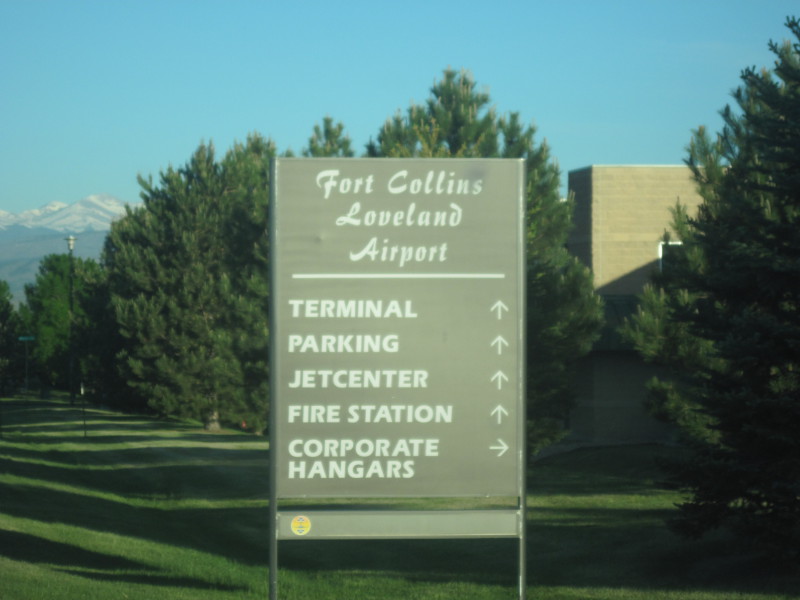 Fort Collins
Loveland
Airport
TERMINAL ↑
PARKING ↑
JETCENTER ↑
FIRE STATION ↑
CORPORATE →
HANGARS